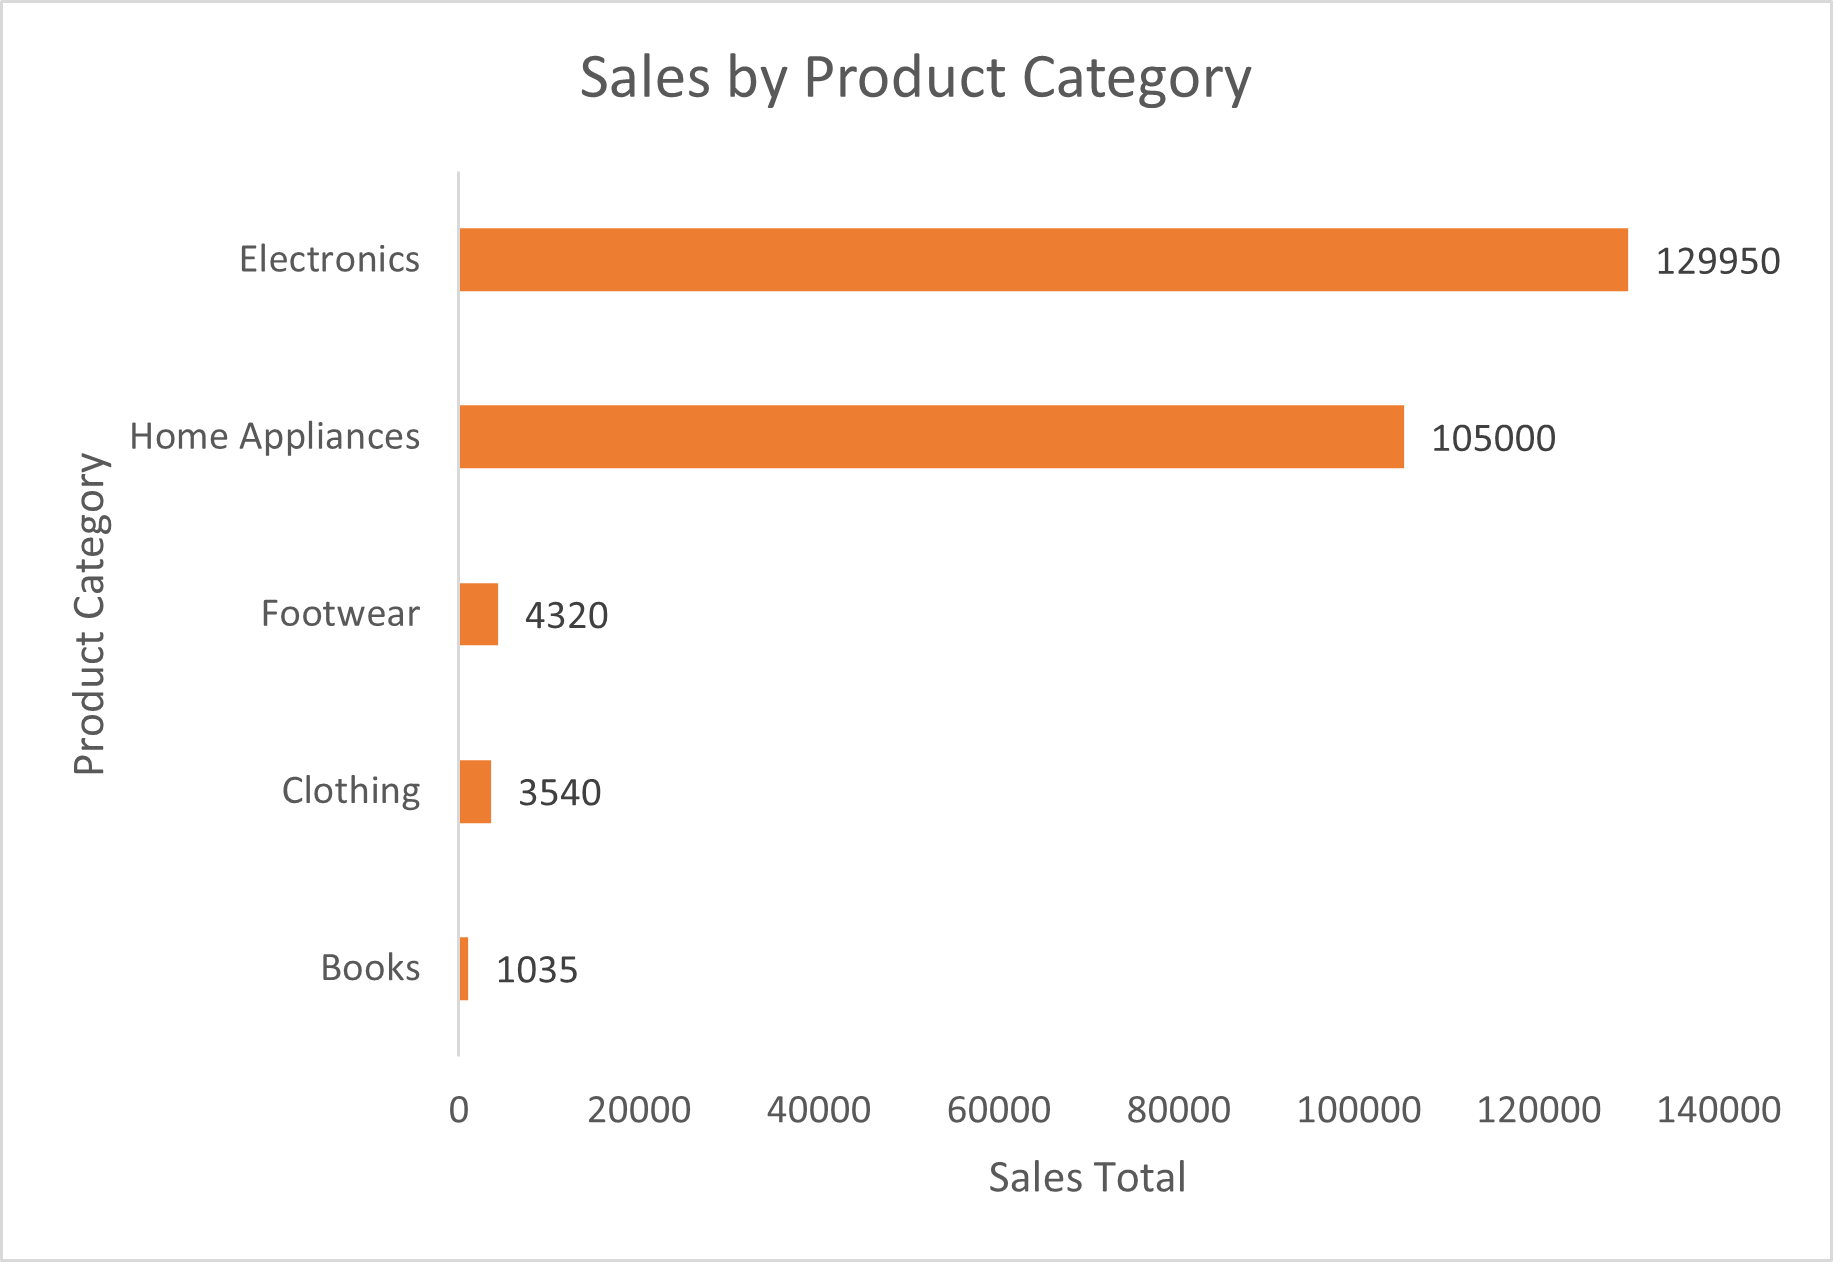 Sales by Product Category
Product Category
Electronics 129950
Home Appliances 105000
Footwear 4320
Clothing 3540
Books 1035
0 20000 40000 60000 80000 100000 120000 140000
Sales Total